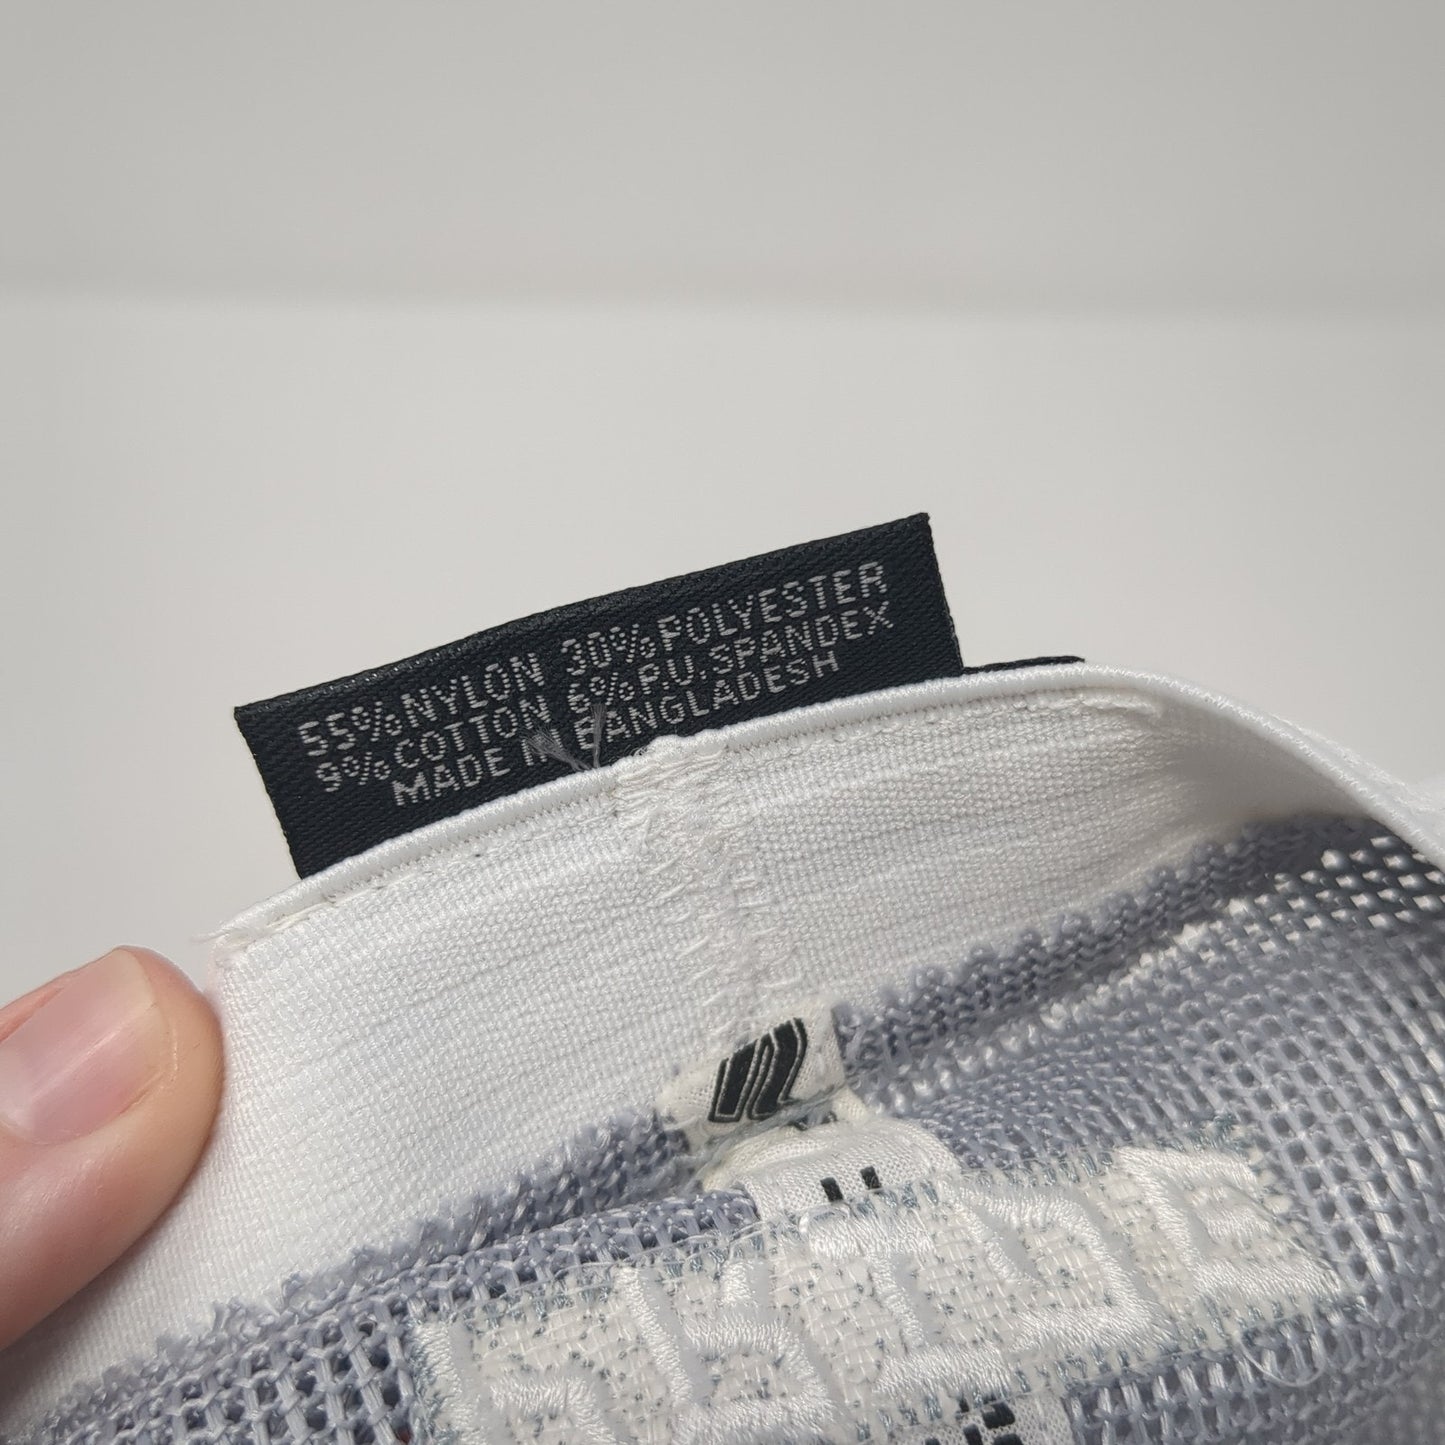 55% NYLON 30% POLYESTER
9% COTTON 6% P.U. SPANDEX
MADE IN BANGLADESH